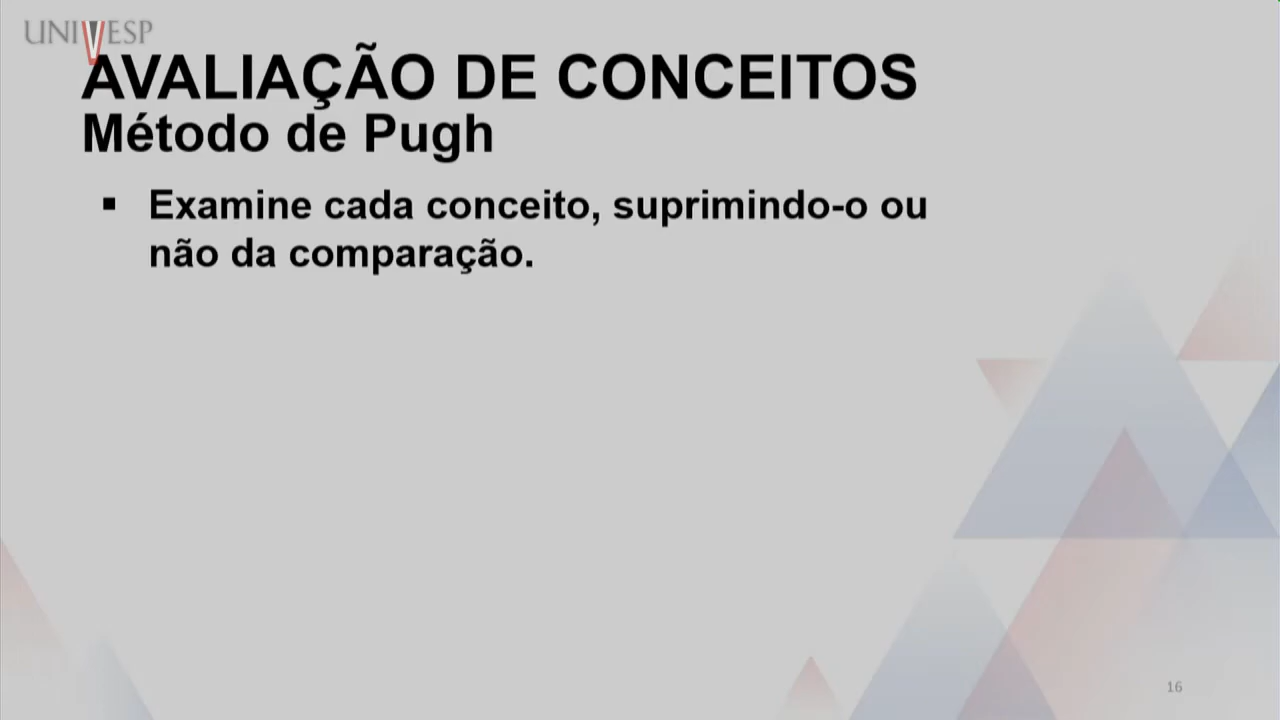 UNIVESP
AVALIAÇÃO DE CONCEITOS
Método de Pugh
▪ Examine cada conceito, suprimindo-o ou
não da comparação.
16